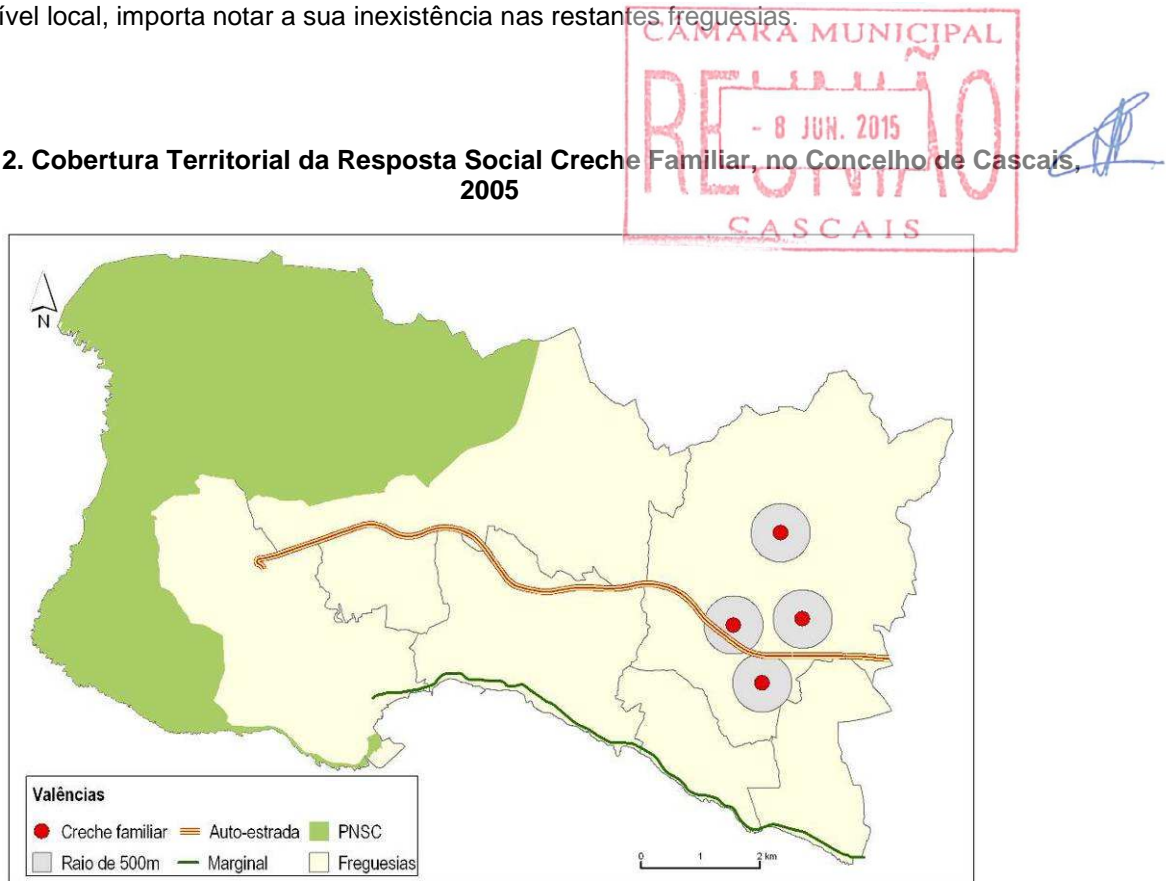 ível local, importa notar a sua inexistência nas restantes freguesias.
CÂMARA MUNICIPAL
REUNIÃO
- 8 JUN. 2015
CASCAIS
2. Cobertura Territorial da Resposta Social Creche Familiar, no Concelho de Cascais,
2005
N
Valências
Creche familiar Auto-estrada PNSC
Raio de 500m Marginal Freguesias
0 1 2 km